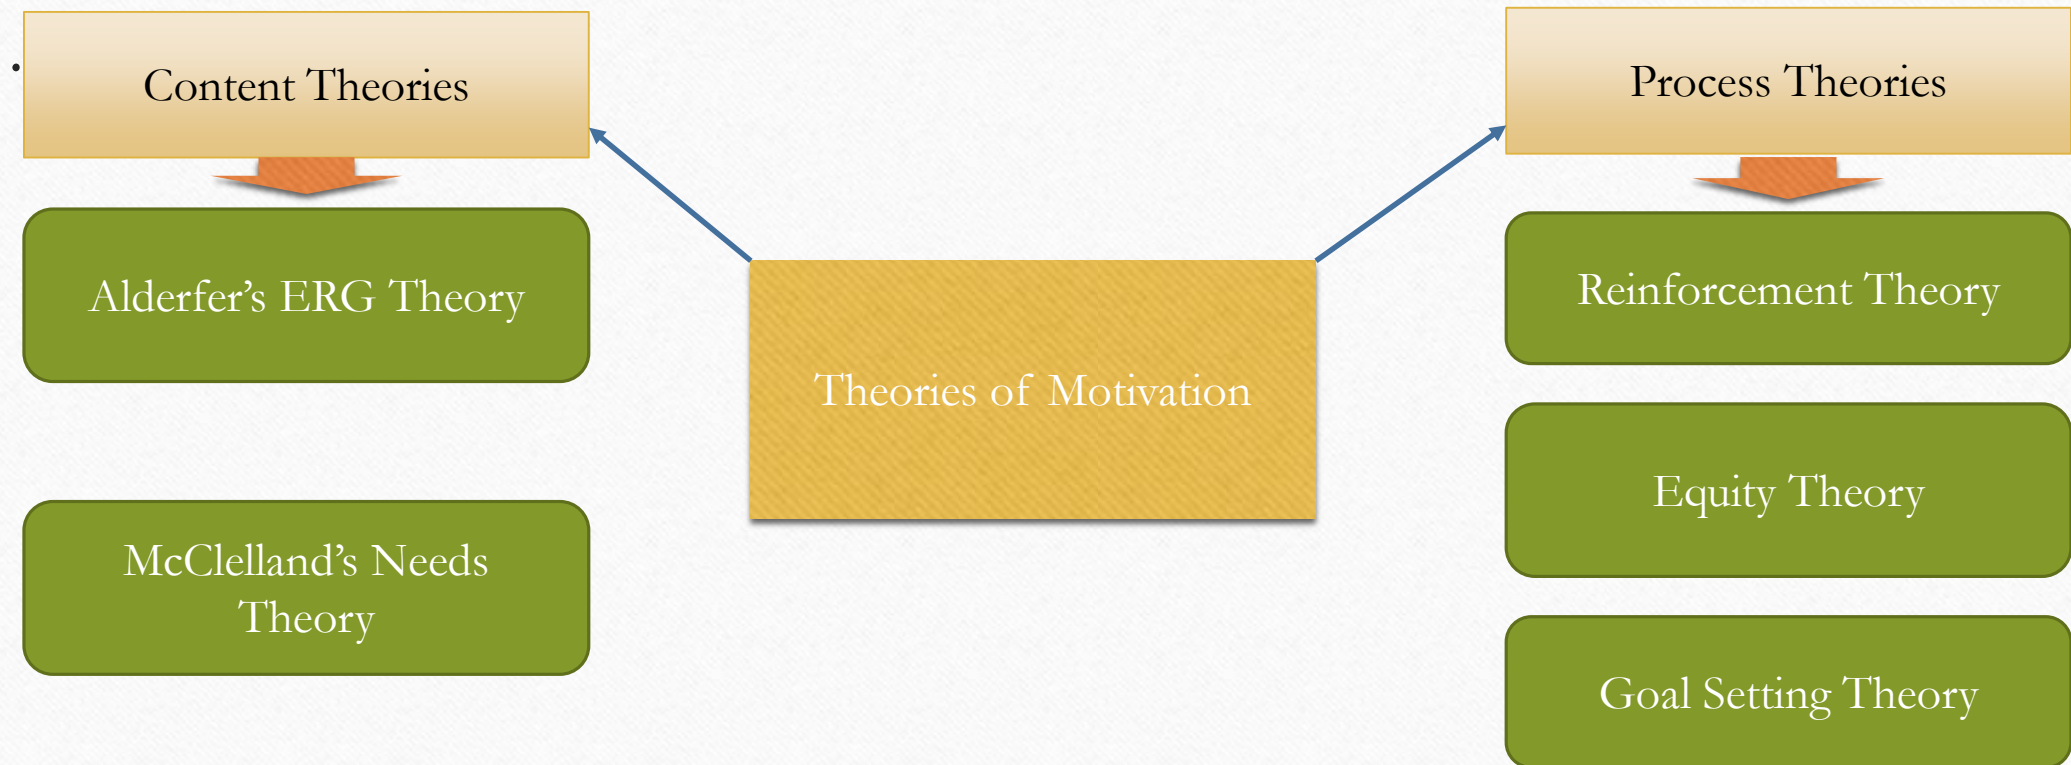 Content Theories
Alderfer’s ERG Theory
McClelland’s Needs
Theory
Theories of Motivation
Process Theories
Reinforcement Theory
Equity Theory
Goal Setting Theory